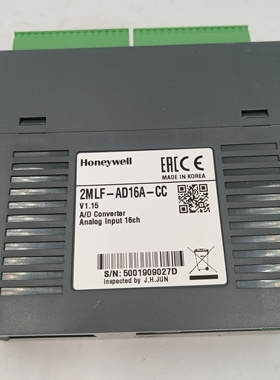 Honeywell
EAC CE
MADE IN KOREA
2MLF-AD16A-CC
V1.15
A/D Converter
Analog Input 16ch
S/N: 5001909027D
Inspected by J.H.JUN